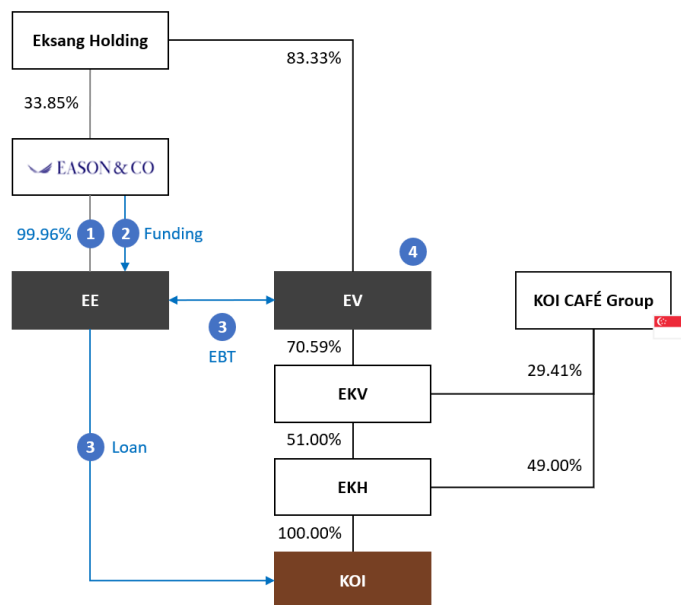 Eksang Holding
83.33%
33.85%
EASON & CO
99.96%
1
2
Funding
4
EE
EV
KOI CAFÉ Group
3
EBT
70.59%
29.41%
EKV
3
Loan
51.00%
49.00%
EKH
100.00%
KOI